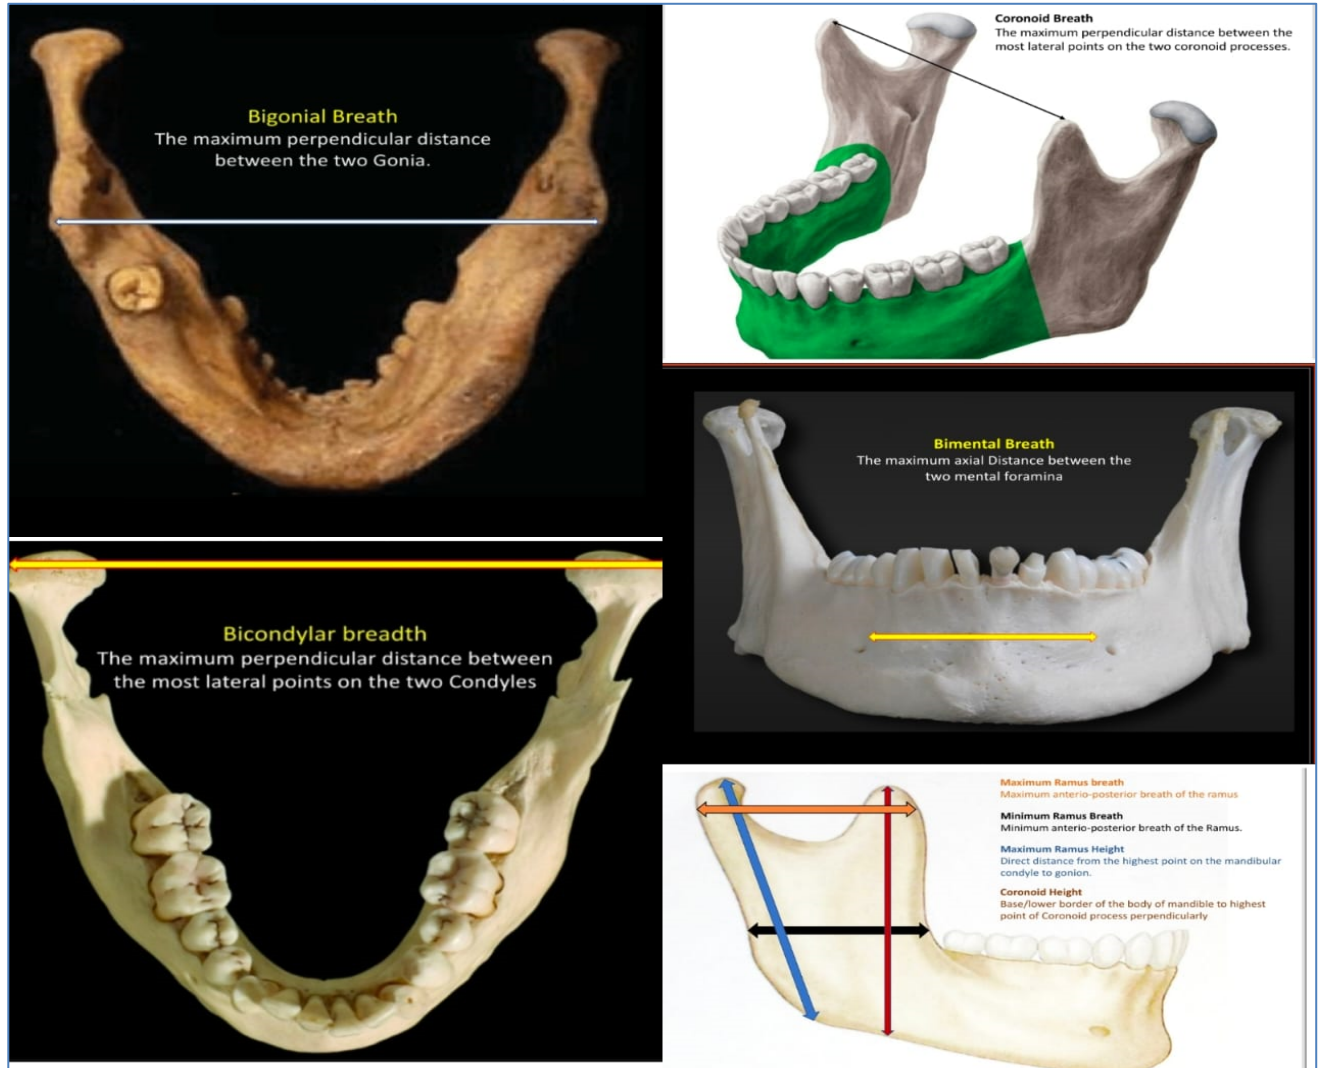 Bigonial Breath
The maximum perpendicular distance
between the two Gonia.
Coronoid Breath
The maximum perpendicular distance between the
most lateral points on the two coronoid processes.
Bimental Breath
The maximum axial Distance between the
two mental foramina
Bicondylar breadth
The maximum perpendicular distance between
the most lateral points on the two Condyles
Maximum Ramus breath
Maximum anterio-posterior breath of the ramus
Minimum Ramus Breath
Minimum anterio-posterior breath of the Ramus.
Maximum Ramus Height
Direct distance from the highest point on the mandibular
condyle to gonion.
Coronoid Height
Base/lower border of the body of mandible to highest
point of Coronoid process perpendicularly